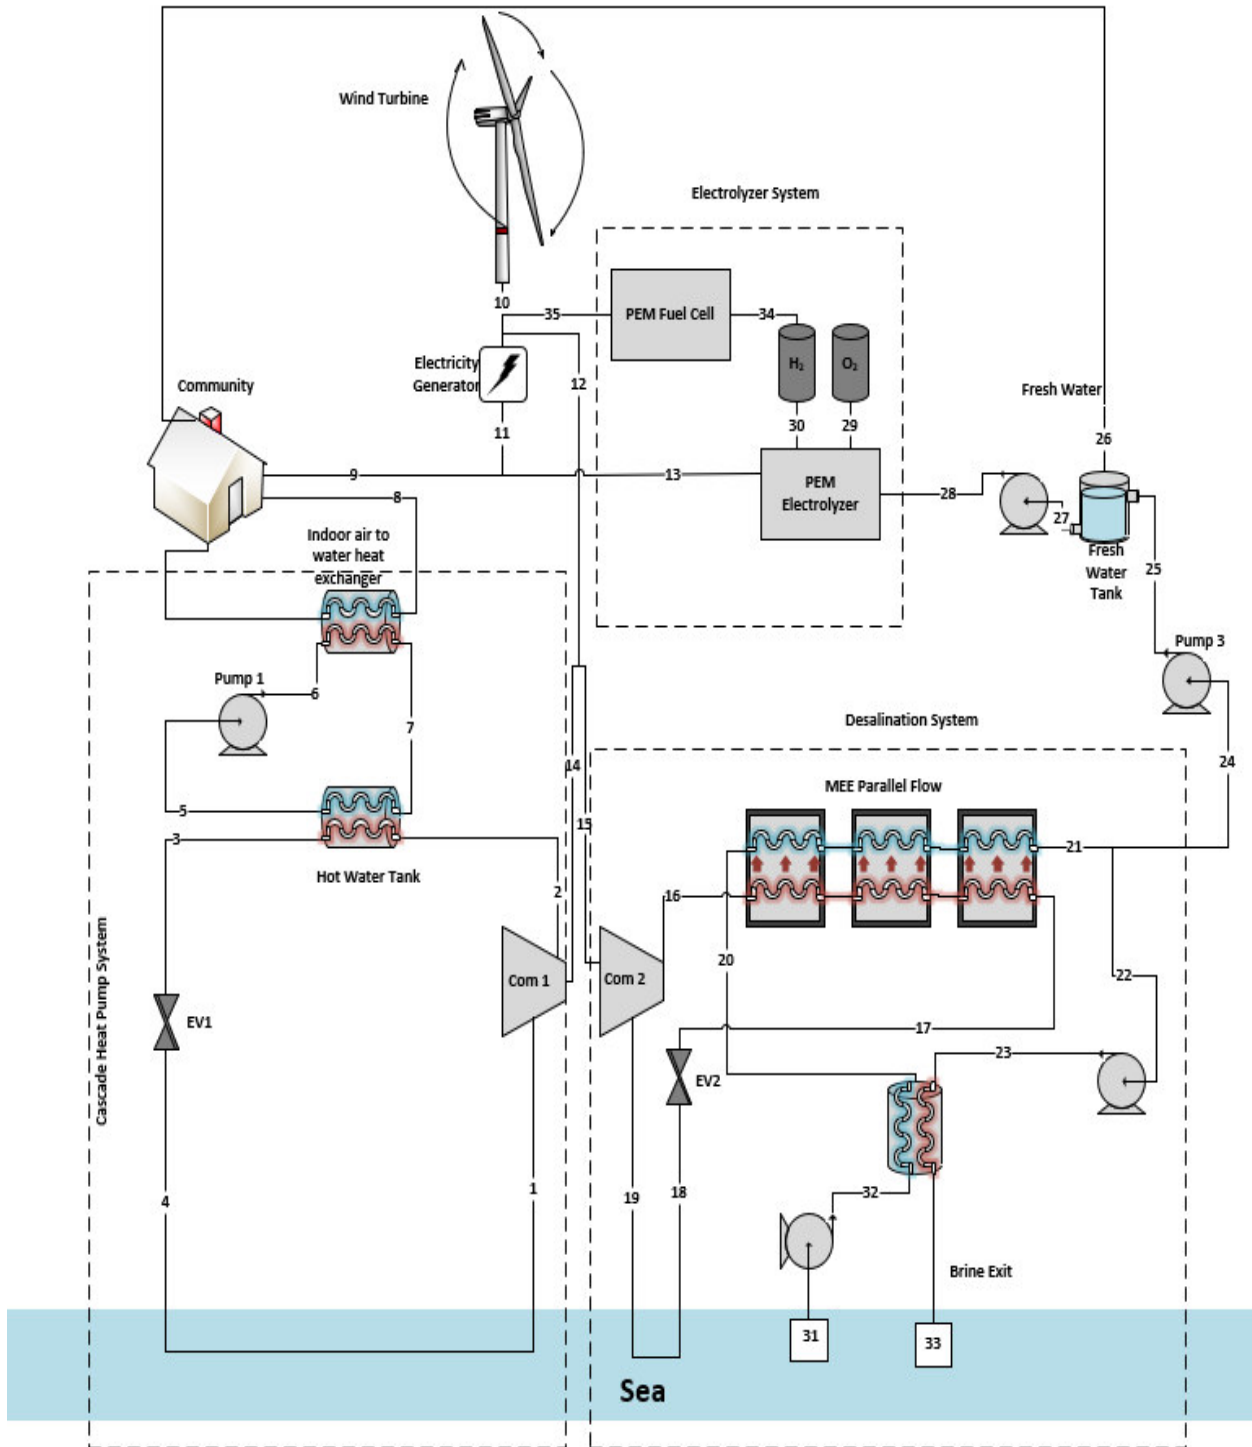 Wind Turbine
Electrolyzer System
10
35
PEM Fuel Cell
34
H₂
O₂
Electricity
Generator
12
Community
Fresh Water
11
30
29
26
9
13
8
PEM
Electrolyzer
28
27
Fresh
Water
Tank
25
Indoor air to
water heat
exchanger
Pump 1
6
7
Pump 3
Desalination System
24
14
15
MEE Parallel Flow
5
3
Hot Water Tank
21
2
16
Cascade Heat Pump System
Com 1
Com 2
20
22
EV1
17
23
EV2
4
1
19
18
32
Brine Exit
31
33
Sea